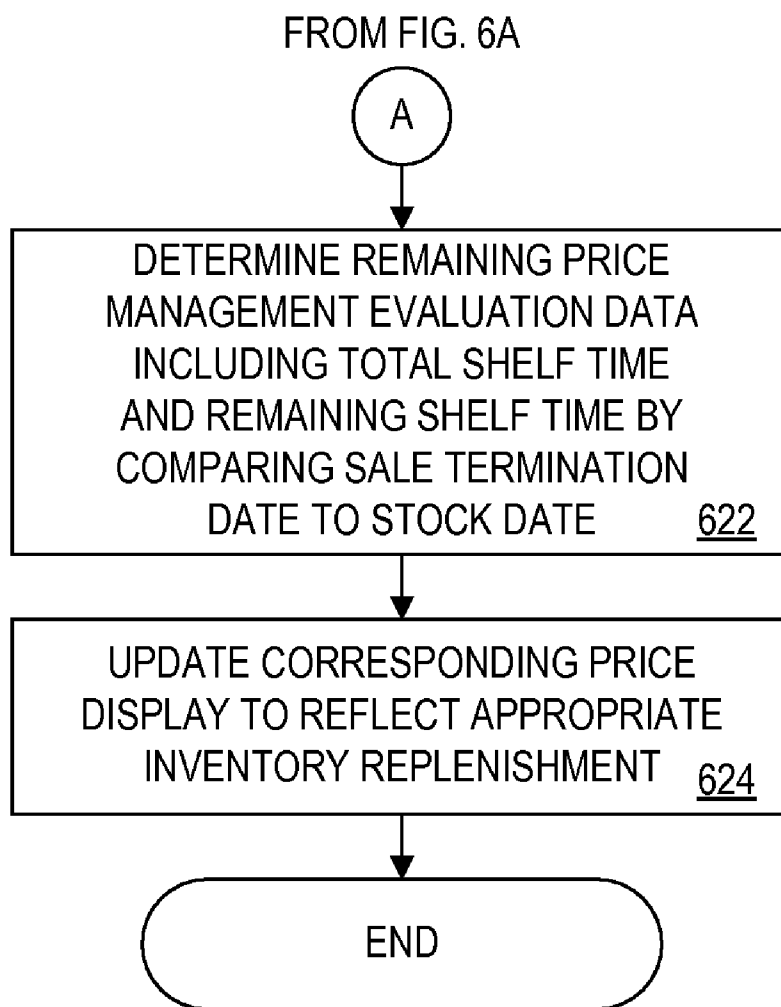 FROM FIG. 6A
A
DETERMINE REMAINING PRICE
MANAGEMENT EVALUATION DATA
INCLUDING TOTAL SHELF TIME
AND REMAINING SHELF TIME BY
COMPARING SALE TERMINATION
DATE TO STOCK DATE 622
UPDATE CORRESPONDING PRICE
DISPLAY TO REFLECT APPROPRIATE
INVENTORY REPLENISHMENT 624
END